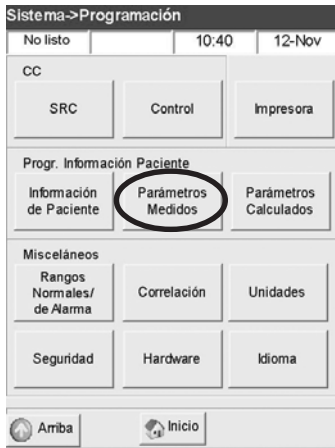 Sistema->Programación
No listo 10:40 12-Nov
CC
SRC Control Impresora
Progr. Información Paciente
Información de Paciente
Parámetros Medidos
Parámetros Calculados
Misceláneos
Rangos Normales/ de Alarma
Correlación
Unidades
Seguridad Hardware Idioma
Arriba Inicio